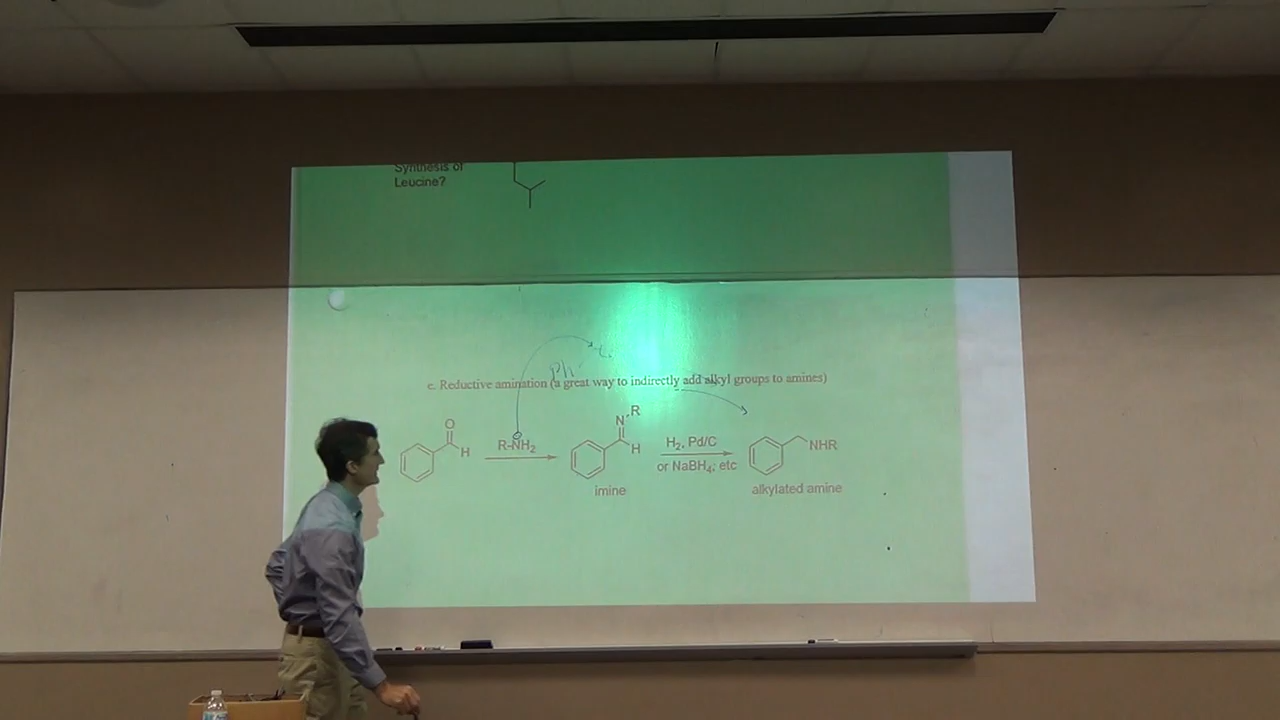 Synthesis of
Leucine?
Ph
c. Reductive amination (a great way to indirectly add alkyl groups to amines)
O
H
R-NH2
N
R
H
H2, Pd/C
or NaBH4; etc
NHR
imine
alkylated amine